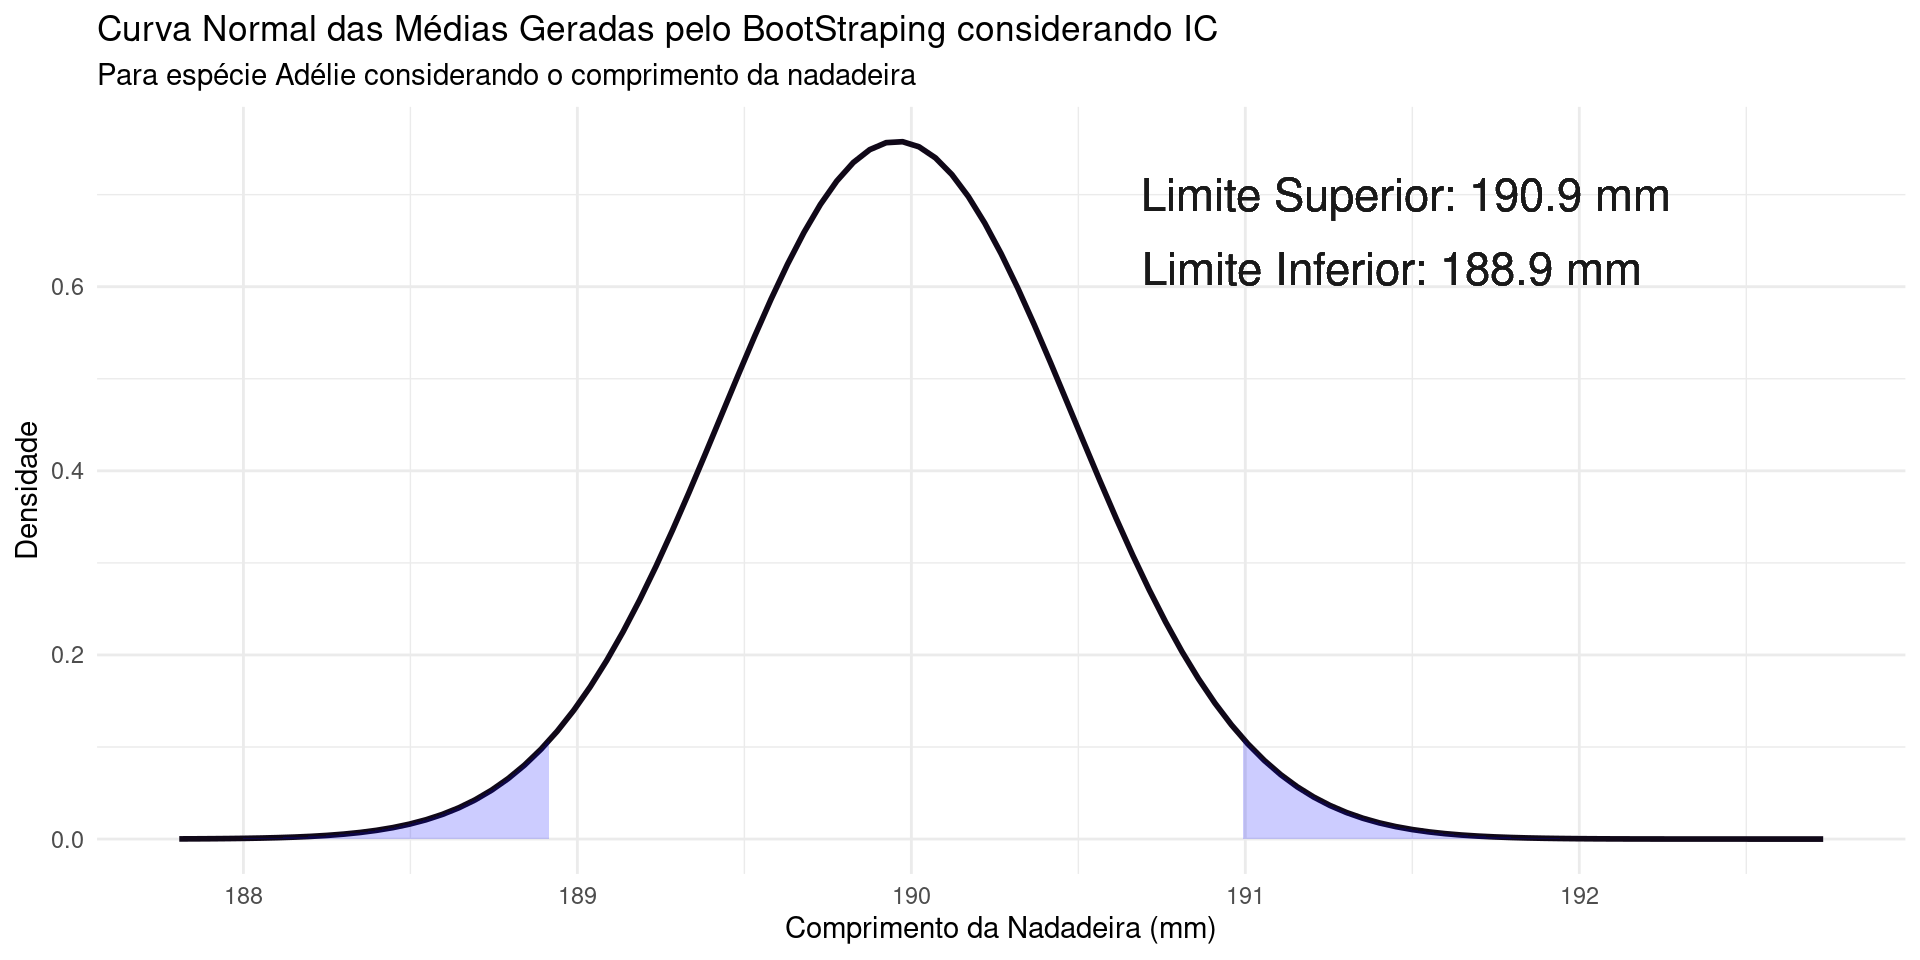 Curva Normal das Médias Geradas pelo BootStraping considerando IC
Para espécie Adélie considerando o comprimento da nadadeira
Limite Superior: 190.9 mm
Limite Inferior: 188.9 mm
Densidade
0.6
0.4
0.2
0.0
188 189 190 191 192
Comprimento da Nadadeira (mm)